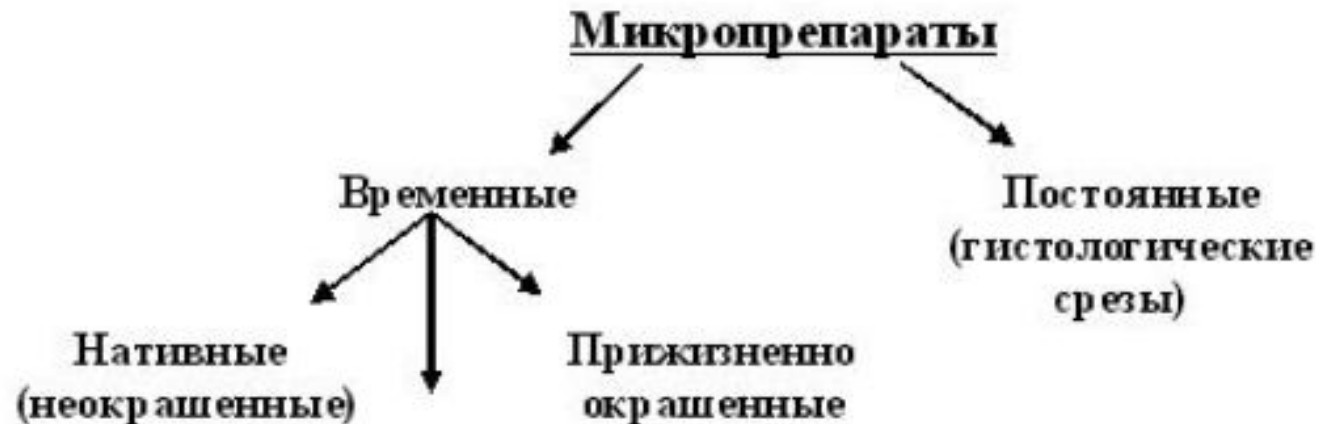 Микропрепараты
Временные
Постоянные
(гистологические
срезы)
Нативные
(неокрашенные)
Прижизненно
окрашенные